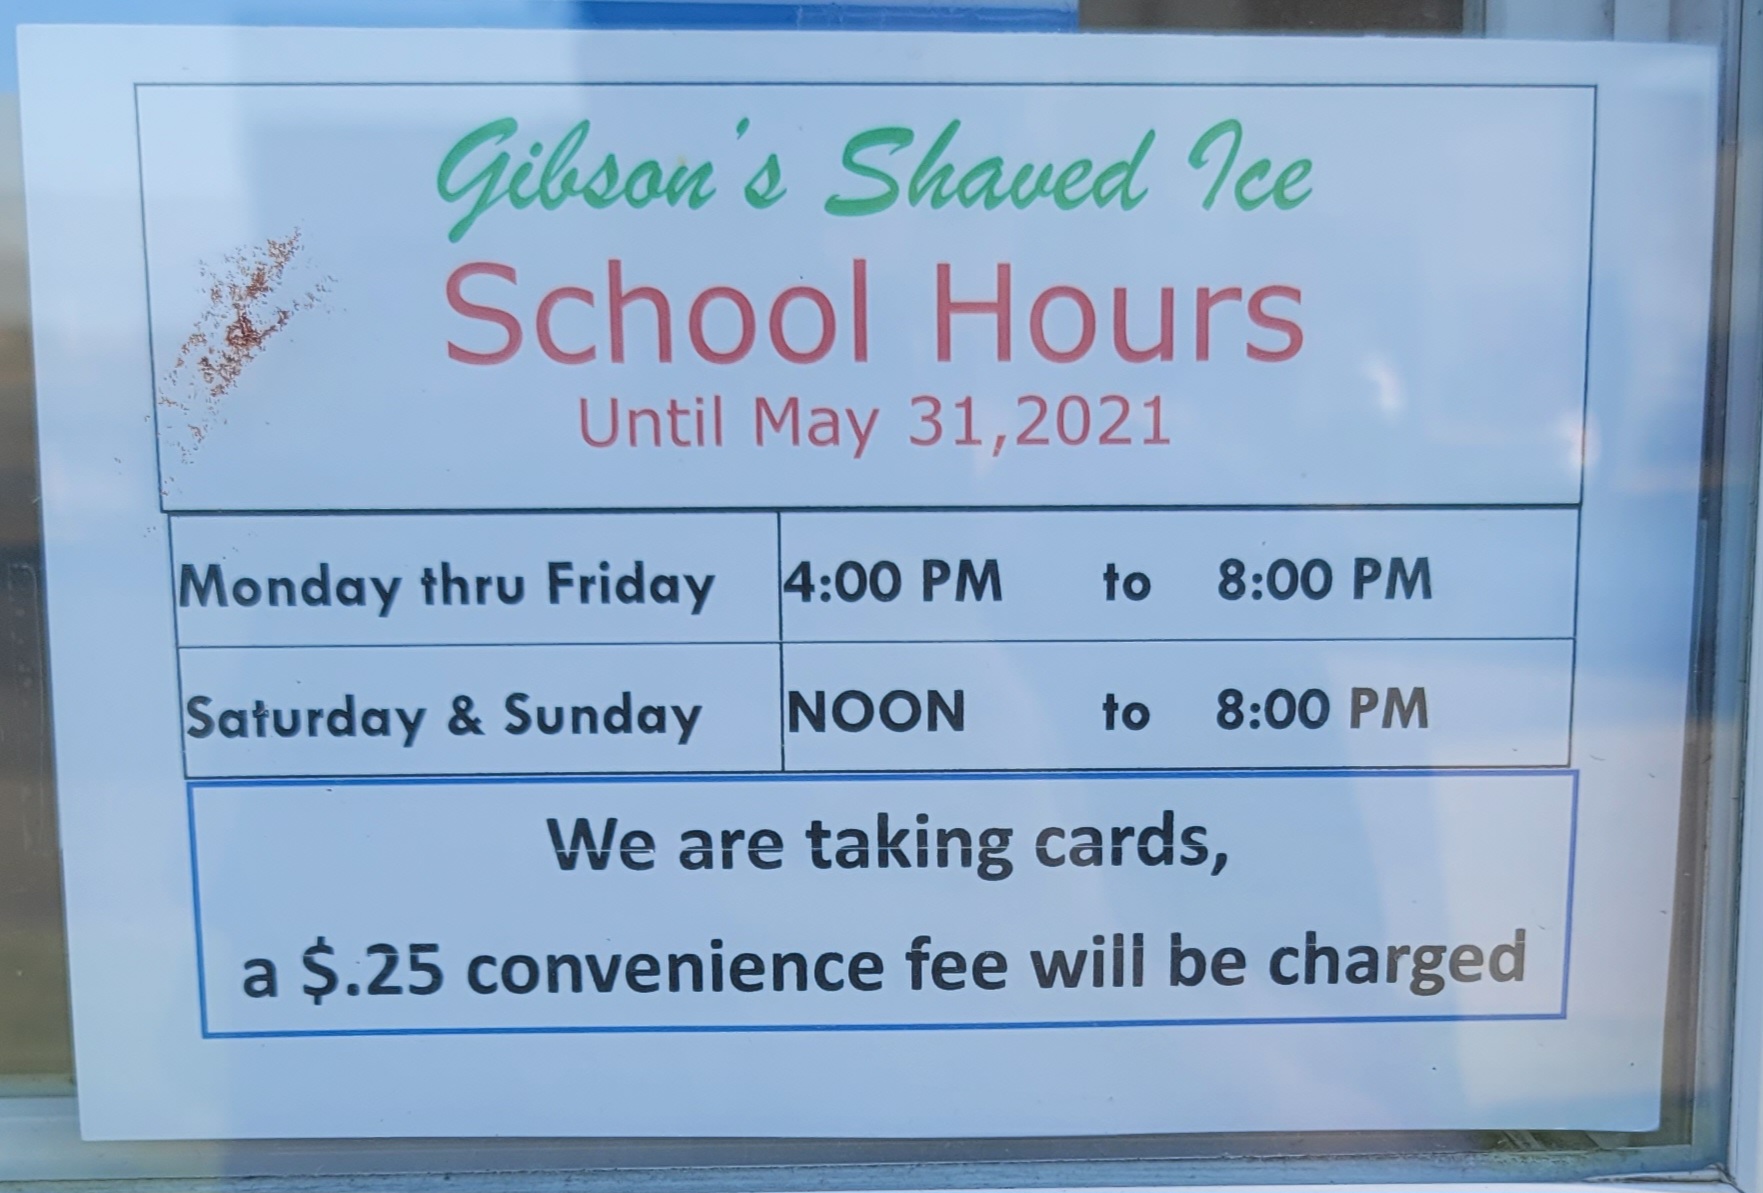 Gibson's Shaved Ice
School Hours
Until May 31,2021
Monday thru Friday 4:00 PM to 8:00 PM
Saturday & Sunday NOON to 8:00 PM
We are taking cards,
a $.25 convenience fee will be charged